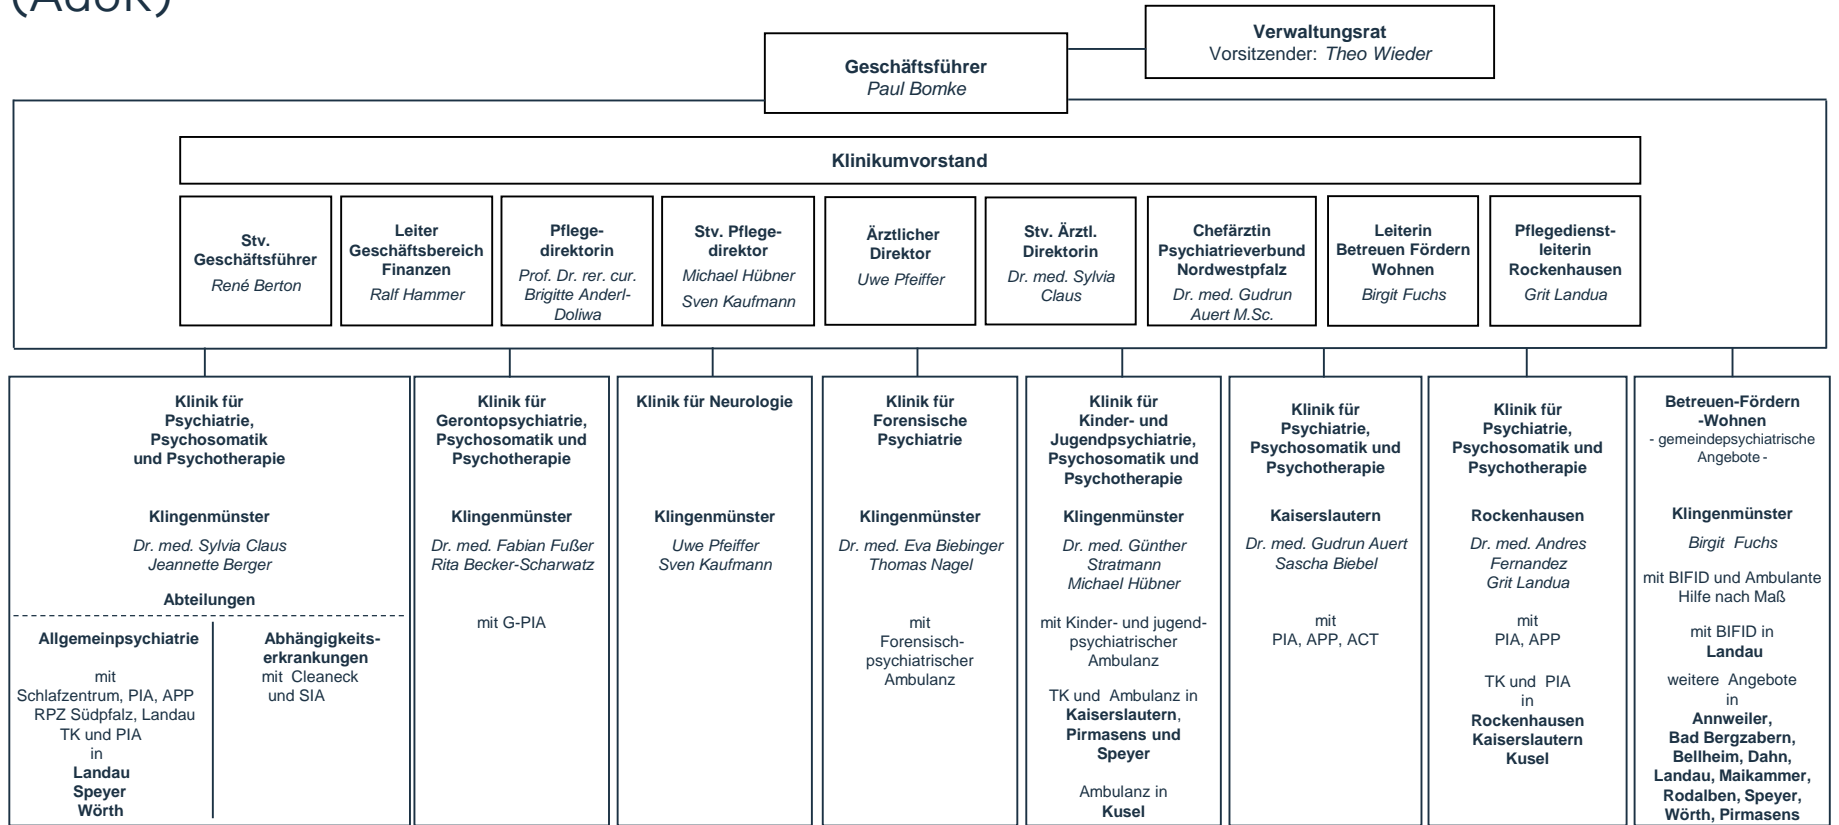 (AdöR)
Verwaltungsrat
Vorsitzender: Theo Wieder
Geschäftsführer
Paul Bomke
Klinikumvorstand
Stv.
Geschäftsführer
René Berton
Leiter
Geschäftsbereich
Finanzen
Ralf Hammer
Pflege-
direktorin
Prof. Dr. rer. cur.
Brigitte Anderl-
Doliwa
Stv. Pflege-
direktor
Michael Hübner
Sven Kaufmann
Ärztlicher
Direktor
Uwe Pfeiffer
Stv. Ärztl.
Direktorin
Dr. med. Sylvia
Claus
Chefärztin
Psychiatrieverbund
Nordwestpfalz
Dr. med. Gudrun
Auert M.Sc.
Leiterin
Betreuen Fördern
Wohnen
Birgit Fuchs
Pflegedienst-
leiterin
Rockenhausen
Grit Landua
Klinik für
Psychiatrie,
Psychosomatik
und Psychotherapie
Klingenmünster
Dr. med. Sylvia Claus
Jeannette Berger
Abteilungen
Allgemeinpsychiatrie
mit
Schlafzentrum, PIA, APP
RPZ Südpfalz, Landau
TK und PIA
in
Landau
Speyer
Wörth
Abhängigkeits-
erkrankungen
mit Cleaneck
und SIA
Klinik für
Gerontopsychiatrie,
Psychosomatik und
Psychotherapie
Klingenmünster
Dr. med. Fabian Fußer
Rita Becker-Scharwatz
mit G-PIA
Klinik für Neurologie
Klingenmünster
Uwe Pfeiffer
Sven Kaufmann
Klinik für
Forensische
Psychiatrie
Klingenmünster
Dr. med. Eva Biebinger
Thomas Nagel
mit
Forensisch-
psychiatrischer
Ambulanz
Klinik für
Kinder- und
Jugendpsychiatrie,
Psychosomatik und
Psychotherapie
Klingenmünster
Dr. med. Günther
Stratmann
Michael Hübner
mit Kinder- und jugend-
psychiatrischer
Ambulanz
TK und Ambulanz in
Kaiserslautern,
Pirmasens und
Speyer
Ambulanz in
Kusel
Klinik für
Psychiatrie,
Psychosomatik und
Psychotherapie
Kaiserslautern
Dr. med. Gudrun Auert
Sascha Biebel
mit
PIA, APP, ACT
Klinik für
Psychiatrie,
Psychosomatik und
Psychotherapie
Rockenhausen
Dr. med. Andres
Fernandez
Grit Landua
mit
PIA, APP
TK und PIA
in
Rockenhausen
Kaiserslautern
Kusel
Betreuen-Fördern
-Wohnen
- gemeindepsychiatrische
Angebote -
Klingenmünster
Birgit Fuchs
mit BIFID und Ambulante
Hilfe nach Maß
mit BIFID in
Landau
weitere Angebote
in
Annweiler,
Bad Bergzabern,
Bellheim, Dahn,
Landau, Maikammer,
Rodalben, Speyer,
Wörth, Pirmasens